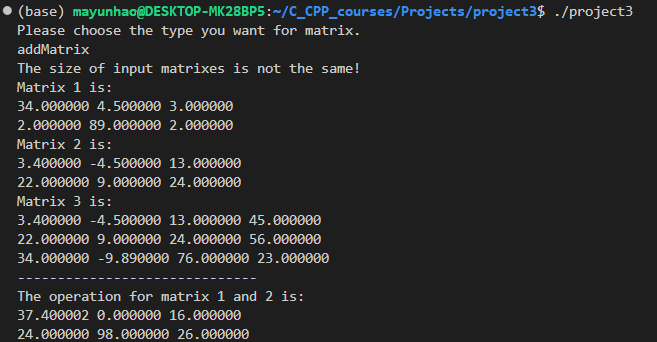 (base) mayunhao@DESKTOP-MK28BP5:~/C_CPP_courses/Projects/project3$ ./project3
Please choose the type you want for matrix.
addMatrix
The size of input matrixes is not the same!
Matrix 1 is:
34.000000 4.500000 3.000000
2.000000 89.000000 2.000000
Matrix 2 is:
3.400000 -4.500000 13.000000
22.000000 9.000000 24.000000
Matrix 3 is:
3.400000 -4.500000 13.000000 45.000000
22.000000 9.000000 24.000000 56.000000
34.000000 -9.890000 76.000000 23.000000
-----------------------------
The operation for matrix 1 and 2 is:
37.400002 0.000000 16.000000
24.000000 98.000000 26.000000